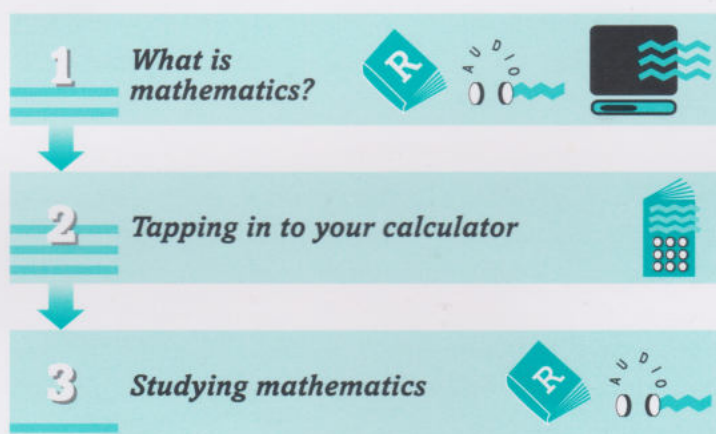 1
What is
mathematics?
R
AUDIO
2
Tapping in to your calculator
3
Studying mathematics
R
AUDIO